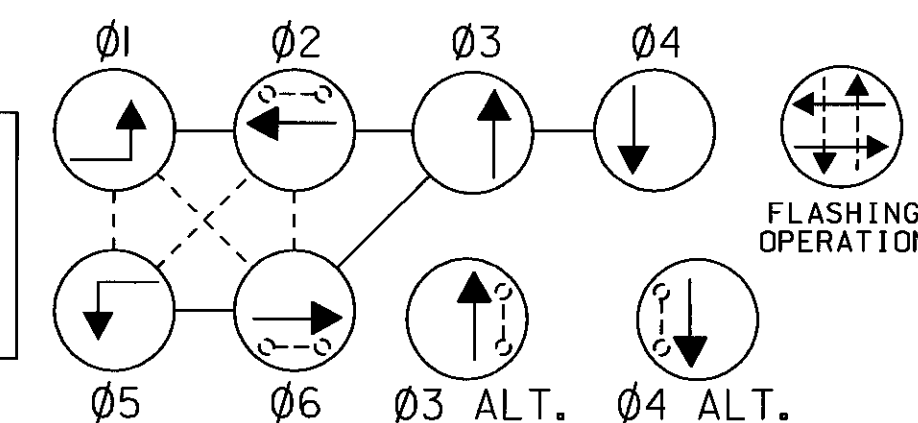 Ø1 Ø2 Ø3 Ø4
FLASHING
OPERATION
Ø5 Ø6 Ø3 ALT. Ø4 ALT.